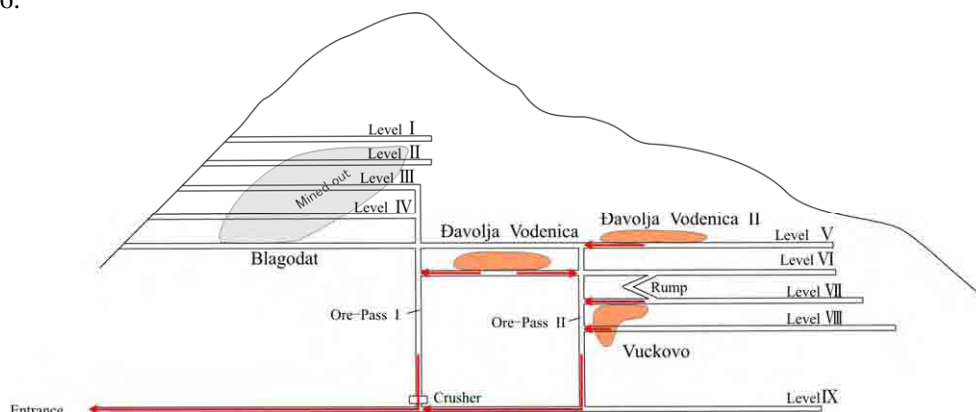 6.
Level I
Level II
Level III
Mined out
Level IV
Đavolja Vodenica
Đavolja Vodenica II
Level V
Blagodat
Level VI
Rump
Level VII
Ore-Pass I
Ore-Pass II
Level VIII
Vuckovo
Crusher
Level IX
Entrance